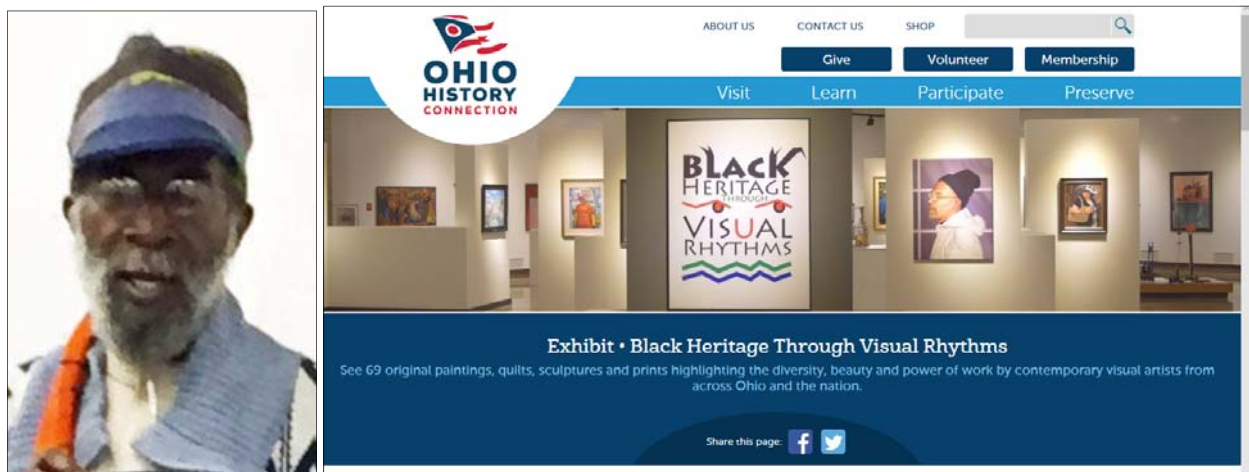 ABOUT US CONTACT US SHOP
Give Volunteer Membership
OHIO
HISTORY
CONNECTION
Visit Learn Participate Preserve
BLACK
HERITAGE
THROUGH
VISUAL
RHYTHMS
Exhibit • Black Heritage Through Visual Rhythms
See 69 original paintings, quilts, sculptures and prints highlighting the diversity, beauty and power of work by contemporary visual artists from
across Ohio and the nation.
Share this page: